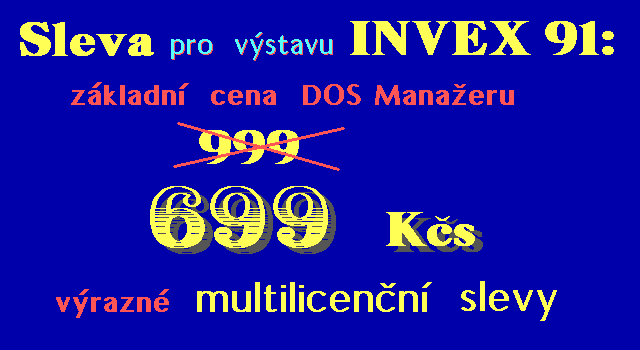 Sleva pro výstavu INVEX 91:
základní cena DOS Manažeru
999
699 Kčs
výrazné multilicenční slevy